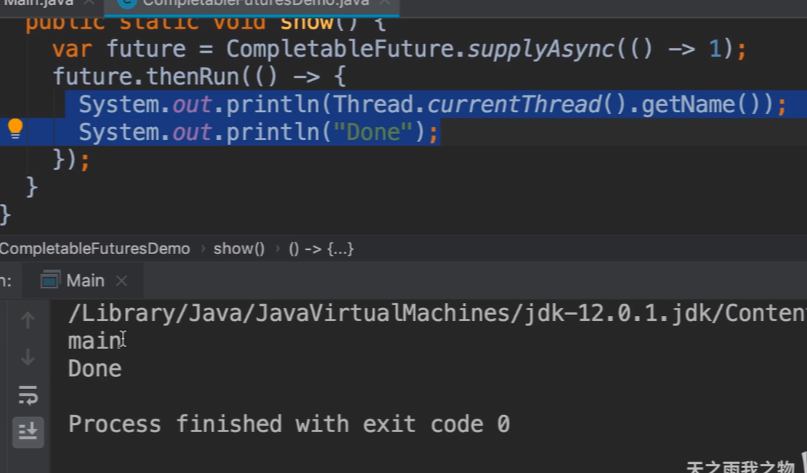 Main.java CompletableFuturesDemo.java
public static void show() {
var future = CompletableFuture.supplyAsync(() -> 1);
future.thenRun(() -> {
System.out.println(Thread.currentThread().getName());
System.out.println("Done");
});
}
}
CompletableFuturesDemo › show() › () -> {...}
n: Main
/Library/Java/JavaVirtualMachines/jdk-12.0.1.jdk/Conten
main
Done
Process finished with exit code 0
天之雨我之物